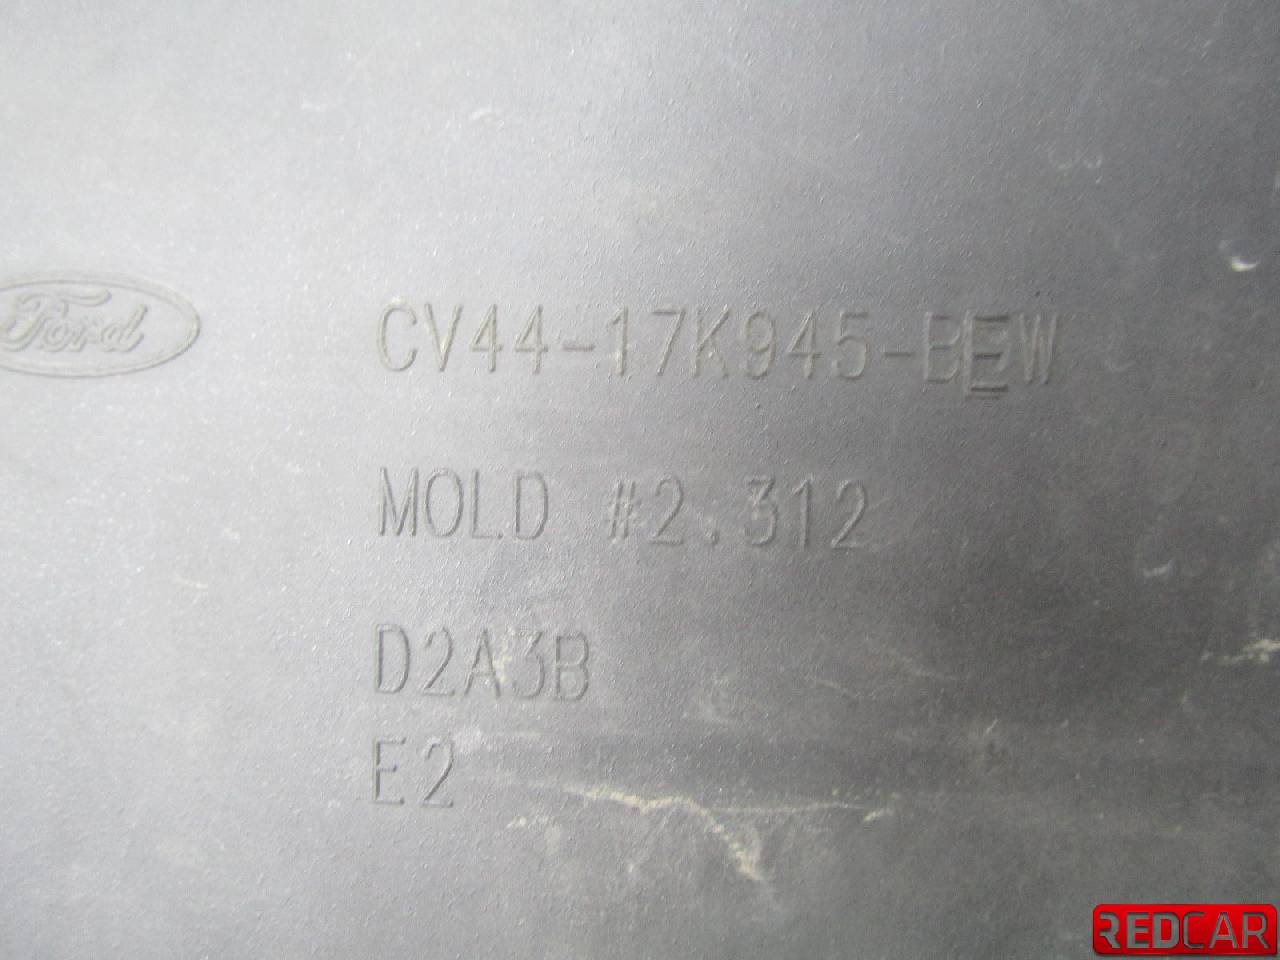 Ford
CV44-17K945-BEW
MOLD #2.312
D2A3B
E2
REDCAR